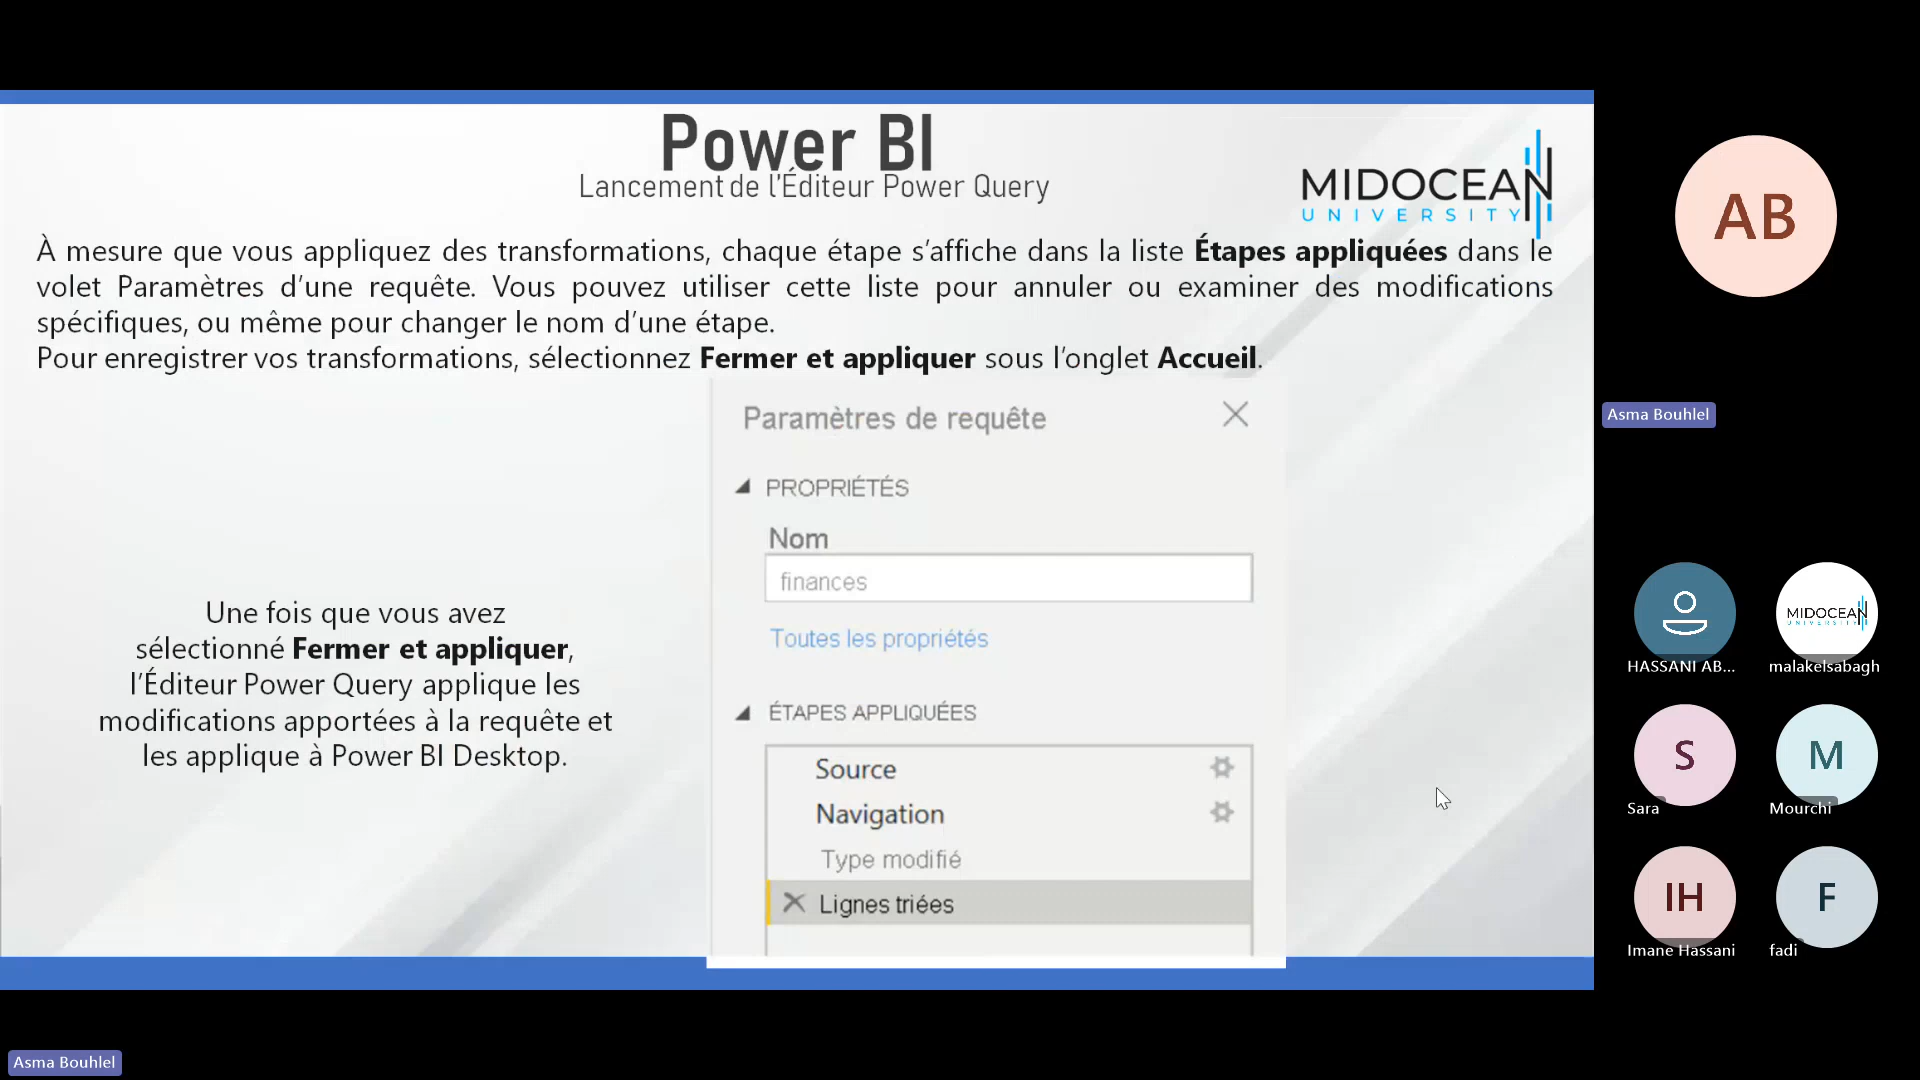 Power BI
Lancement de l'Éditeur Power Query
MIDOCEAN
UNIVERSITY
À mesure que vous appliquez des transformations, chaque étape s’affiche dans la liste Étapes appliquées dans le
volet Paramètres d’une requête. Vous pouvez utiliser cette liste pour annuler ou examiner des modifications
spécifiques, ou même pour changer le nom d’une étape.
Pour enregistrer vos transformations, sélectionnez Fermer et appliquer sous l’onglet Accueil.
Une fois que vous avez
sélectionné Fermer et appliquer,
l’Éditeur Power Query applique les
modifications apportées à la requête et
les applique à Power BI Desktop.
Paramètres de requête
PROPRIÉTÉS
Nom
finances
Toutes les propriétés
ÉTAPES APPLIQUÉES
Source
Navigation
Type modifié
Lignes triées
AB
Asma Bouhlel
HASSANI AB...
MIDOCEAN
UNIVERSITY
malakelsabagh
S
Sara
M
Mourchi
IH
Imane Hassani
F
fadi
Asma Bouhlel